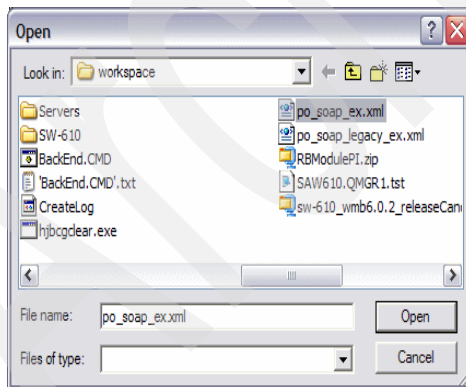 Open
Look in: workspace
Servers
SW-610
BackEnd.CMD
'BackEnd.CMD'.txt
CreateLog
hjbcgclear.exe
po_soap_ex.xml
po_soap_legacy_ex.xml
RBModulePI.zip
SAW610.QMGR1.tst
sw-610_wmb6.0.2_releaseCan
File name: po_soap_ex.xml
Open
Files of type:
Cancel